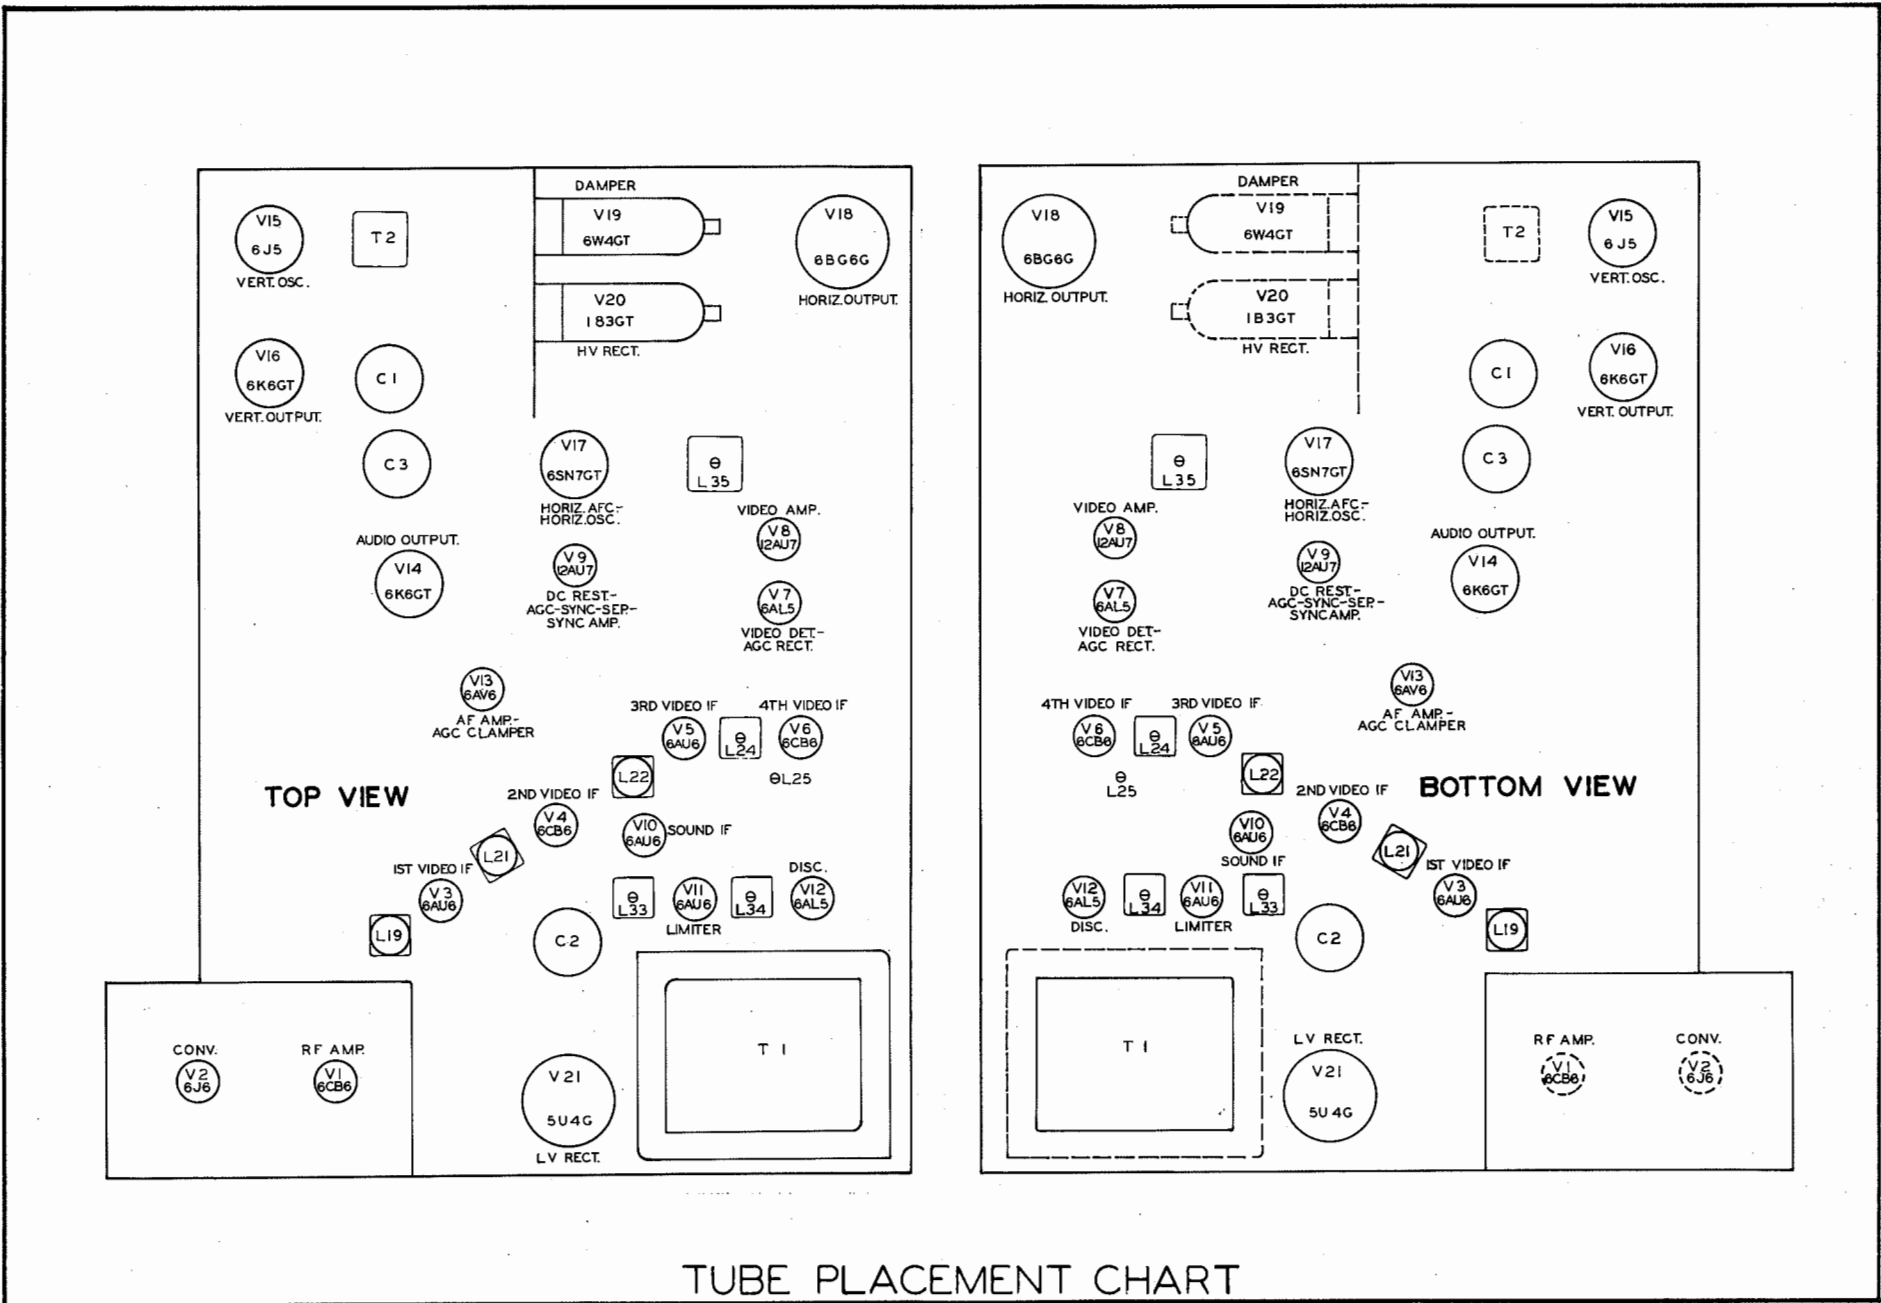 DAMPER
V19
6W4GT
V15
6J5
VERT. OSC.
T2
V18
6BG6G
HORIZ. OUTPUT.
V20
1B3GT
HV RECT.
V16
6K6GT
VERT. OUTPUT.
C1
C3
V17
6SN7GT
HORIZ. AFC.-
HORIZ. OSC.
L35
VIDEO AMP.
V8
12AU7
AUDIO OUTPUT.
V14
6K6GT
V9
12AU7
DC REST.-
AGC-SYNC-SEP.-
SYNC AMP.
V7
6AL5
VIDEO DET.-
AGC RECT.
V13
6AV6
AF AMP.-
AGC CLAMPER
3RD VIDEO IF
V5
6AU6
L24
4TH VIDEO IF
V6
6CB6
L22
L25
TOP VIEW
2ND VIDEO IF
V4
6CB6
V10
6AU6
SOUND IF
L21
1ST VIDEO IF
V3
6AU6
L33
V11
6AU6
LIMITER
L34
DISC.
V12
6AL5
L19
C2
CONV.
V2
6J6
RF AMP.
V1
6CB6
V21
5U4G
LV RECT.
T1
DAMPER
V19
6W4GT
V18
6BG6G
HORIZ. OUTPUT.
T2
V15
6J5
VERT. OSC.
V20
1B3GT
HV RECT.
C1
V16
6K6GT
VERT. OUTPUT.
L35
V17
6SN7GT
HORIZ. AFC.-
HORIZ. OSC.
C3
VIDEO AMP.
V8
12AU7
V9
12AU7
DC REST.-
AGC-SYNC-SEP.-
SYNC AMP.
AUDIO OUTPUT.
V14
6K6GT
V7
6AL5
VIDEO DET-
AGC RECT.
V13
6AV6
AF AMP.-
AGC CLAMPER
4TH VIDEO IF
V6
6CB6
L24
3RD VIDEO IF
V5
6AU6
L25
L22
BOTTOM VIEW
2ND VIDEO IF
V4
6CB6
V10
6AU6
SOUND IF
L21
1ST VIDEO IF
V3
6AU6
V12
6AL5
DISC.
L34
V11
6AU6
LIMITER
L33
C2
L19
T1
LV RECT.
V21
5U4G
RF AMP.
V1
6CB6
CONV.
V2
6J6
TUBE PLACEMENT CHART